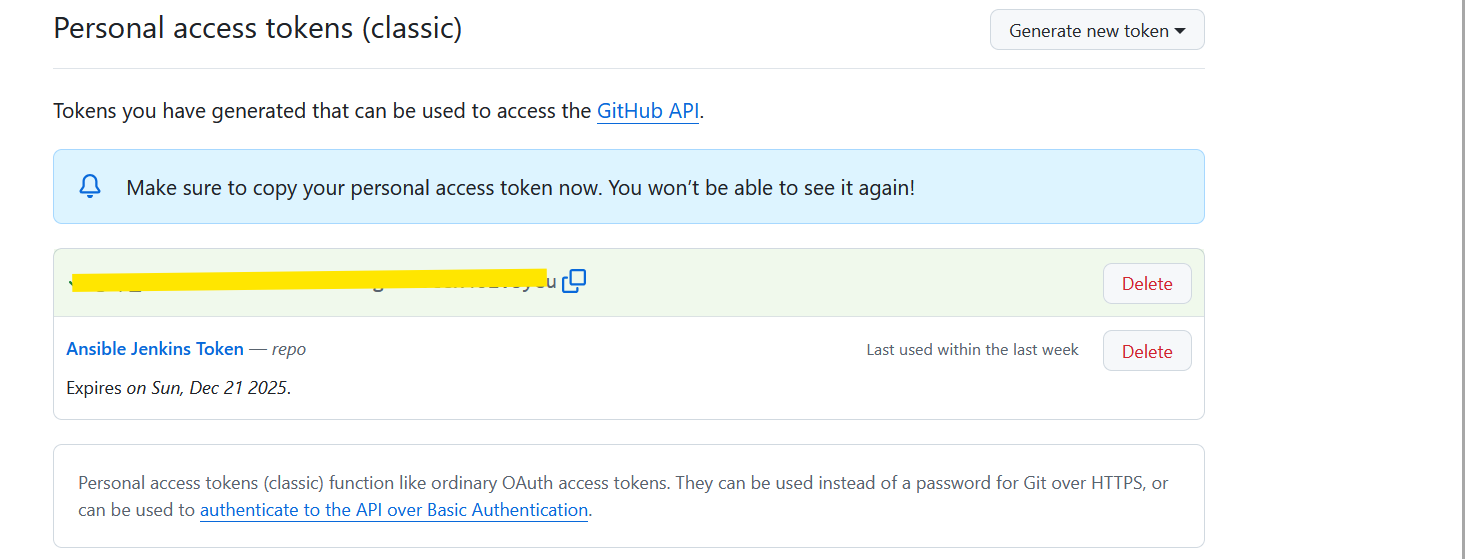 Personal access tokens (classic)
Generate new token
Tokens you have generated that can be used to access the GitHub API.
Make sure to copy your personal access token now. You won’t be able to see it again!
Delete
Ansible Jenkins Token — repo
Last used within the last week
Delete
Expires on Sun, Dec 21 2025.
Personal access tokens (classic) function like ordinary OAuth access tokens. They can be used instead of a password for Git over HTTPS, or
can be used to authenticate to the API over Basic Authentication.